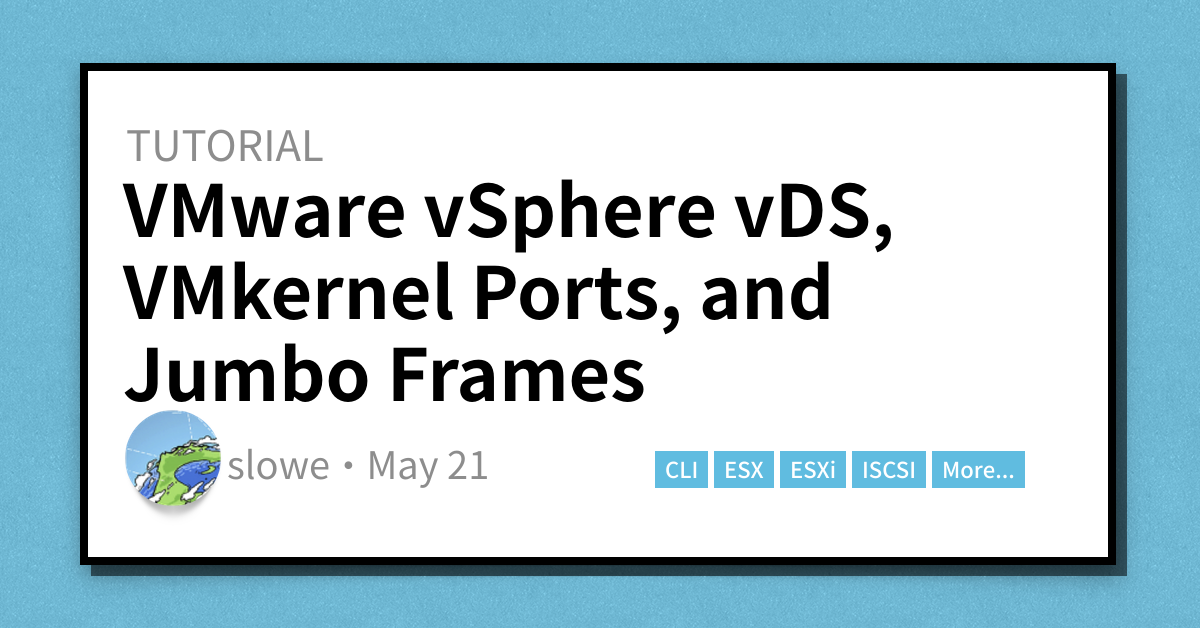 TUTORIAL
VMware vSphere vDS,
VMkernel Ports, and
Jumbo Frames
slowe • May 21
CLI ESX ESXi ISCSI More...